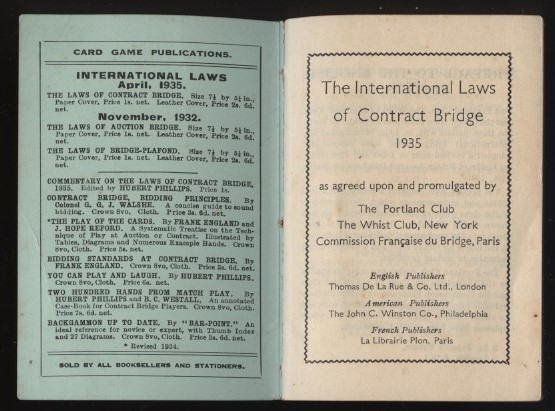 CARD GAME PUBLICATIONS.
INTERNATIONAL LAWS
April, 1935.
THE LAWS OF CONTRACT BRIDGE. Size 7½ by 5½ in.,
Paper Cover, Price 1s. net. Leather Cover, Price 2s. 6d.
net.
November, 1932.
THE LAWS OF AUCTION BRIDGE. Size 7½ by 5½ in.,
Paper Cover, Price 1s. net. Leather Cover, Price 2s. 6d.
net.
THE LAWS OF BRIDGE-PLAFOND. Size 7½ by 5½ in.,
Paper Cover, Price 1s. net. Leather Cover, Price 2s. 6d.
net.
COMMENTARY ON THE LAWS OF CONTRACT BRIDGE,
1935. Edited by HUBERT PHILLIPS. Price 1s.
CONTRACT BRIDGE, BIDDING PRINCIPLES. By
Colonel G. G. J. WALSHE. A concise guide to sound
bidding. Crown 8vo, Cloth. Price 3s. 6d. net.
*THE PLAY OF THE CARDS. By FRANK ENGLAND and
J. HOPE REFORD. A Systematic Treatise on the Tech-
nique of Play at Auction or Contract. Illustrated by
Tables, Diagrams and Numerous Example Hands. Crown
8vo, Cloth. Price 5s. net.
BIDDING STANDARDS AT CONTRACT BRIDGE. By
FRANK ENGLAND. Crown 8vo, Cloth. Price 3s. 6d. net.
YOU CAN PLAY AND LAUGH. By HUBERT PHILLIPS.
Crown 8vo, Cloth. Price 6s. net.
TWO HUNDRED HANDS FROM MATCH PLAY. By
HUBERT PHILLIPS and B. C. WESTALL. An annotated
Case-Book for Contract Bridge Players. Crown 8vo, Cloth.
Price 7s. 6d. net.
BACKGAMMON UP TO DATE. By "BAR-POINT." An
ideal reference for novice or expert, with Thumb Index
and 27 Diagrams. Crown 8vo, Cloth. Price 3s. 6d. net.
* Revised 1934.
SOLD BY ALL BOOKSELLERS AND STATIONERS.
The International Laws
of Contract Bridge
1935
as agreed upon and promulgated by
The Portland Club
The Whist Club, New York
Commission Française du Bridge, Paris
English Publishers
Thomas De La Rue & Co. Ltd., London
American Publishers
The John C. Winston Co., Philadelphia
French Publishers
La Librairie Plon, Paris